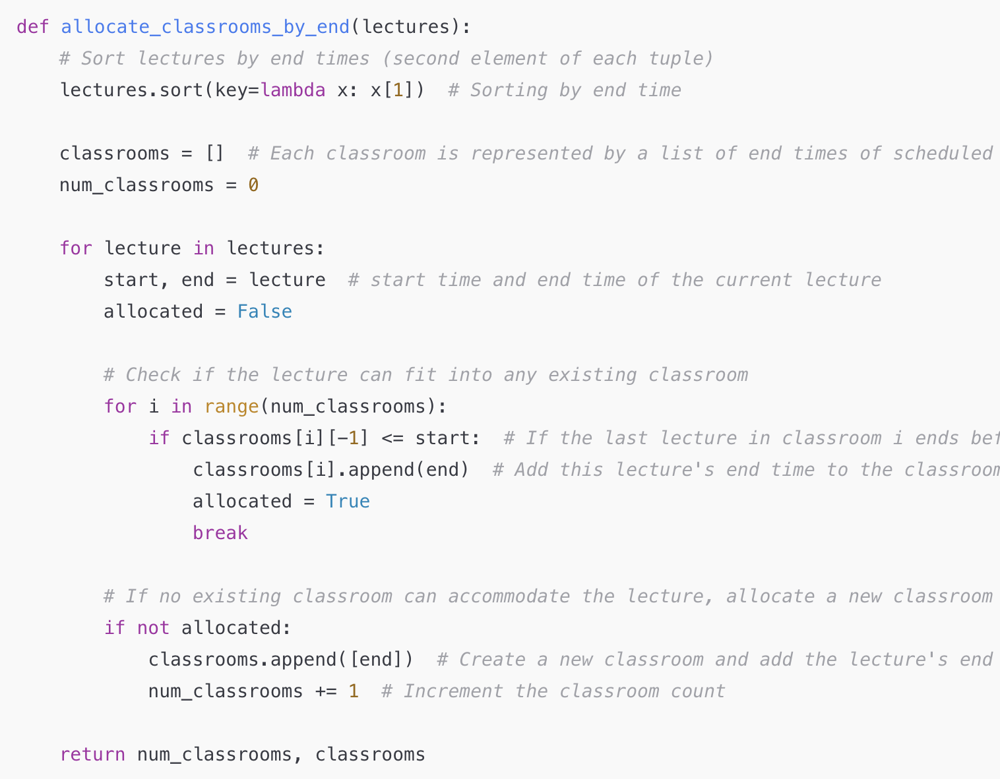 def allocate_classrooms_by_end(lectures):
    # Sort lectures by end times (second element of each tuple)
    lectures.sort(key=lambda x: x[1])  # Sorting by end time

    classrooms = []  # Each classroom is represented by a list of end times of scheduled
    num_classrooms = 0

    for lecture in lectures:
        start, end = lecture  # start time and end time of the current lecture
        allocated = False

        # Check if the lecture can fit into any existing classroom
        for i in range(num_classrooms):
            if classrooms[i][-1] <= start:  # If the last lecture in classroom i ends
                classrooms[i].append(end)  # Add this lecture's end time to the classroom
                allocated = True
                break

        # If no existing classroom can accommodate the lecture, allocate a new classroom
        if not allocated:
            classrooms.append([end])  # Create a new classroom and add the lecture's end
            num_classrooms += 1  # Increment the classroom count

    return num_classrooms, classrooms